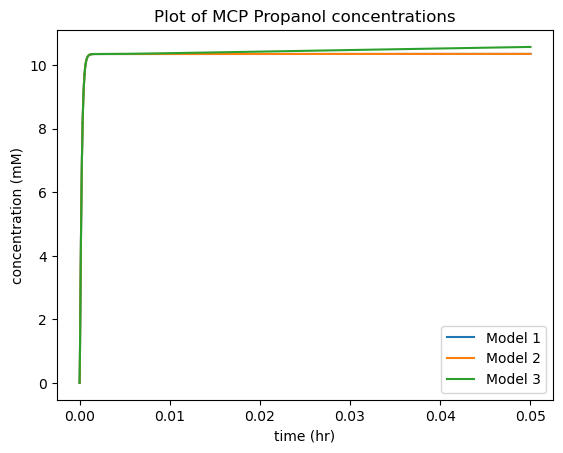 Plot of MCP Propanol concentrations
concentration (mM)
10
8
6
4
2
0
0.00 0.01 0.02 0.03 0.04 0.05
time (hr)
Model 1
Model 2
Model 3